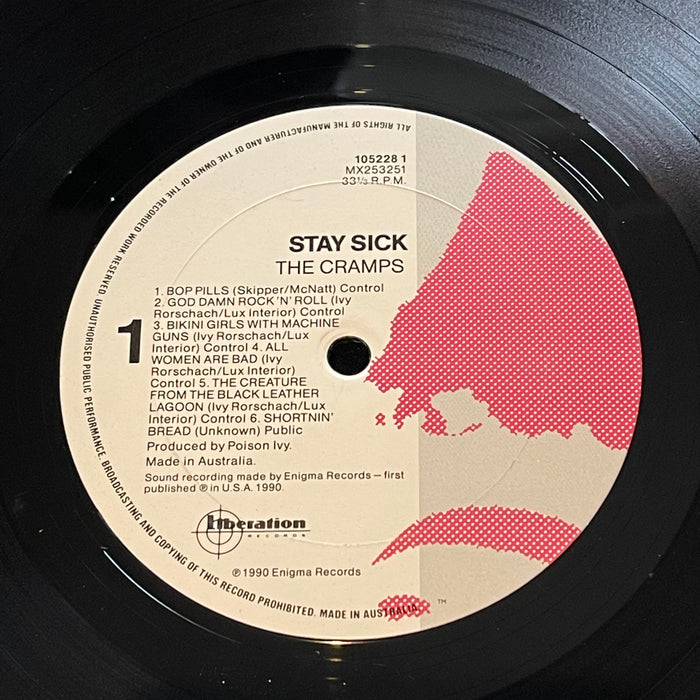 105228 1
MX253251
33⅓ R.P.M.
STAY SICK
THE CRAMPS
1
1. BOP PILLS (Skipper/McNatt) Control
2. GOD DAMN ROCK 'N' ROLL (Ivy
Rorschach/Lux Interior) Control
3. BIKINI GIRLS WITH MACHINE
GUNS (Ivy Rorschach/Lux
Interior) Control 4. ALL
WOMEN ARE BAD (Ivy
Rorschach/Lux Interior)
Control 5. THE CREATURE
FROM THE BLACK LEATHER
LAGOON (Ivy Rorschach/Lux
Interior) Control 6. SHORTNIN'
BREAD (Unknown) Public
Produced by Poison Ivy.
Made in Australia.
Sound recording made by Enigma Records – first
published ℗ in U.S.A. 1990.
Liberation
RECORDS
℗ 1990 Enigma Records
TM
ALL RIGHTS OF THE MANUFACTURER AND OF THE OWNER OF THE RECORDED WORK RESERVED. UNAUTHORISED PUBLIC PERFORMANCE, BROADCASTING AND COPYING OF THIS RECORD PROHIBITED. MADE IN AUSTRALIA.